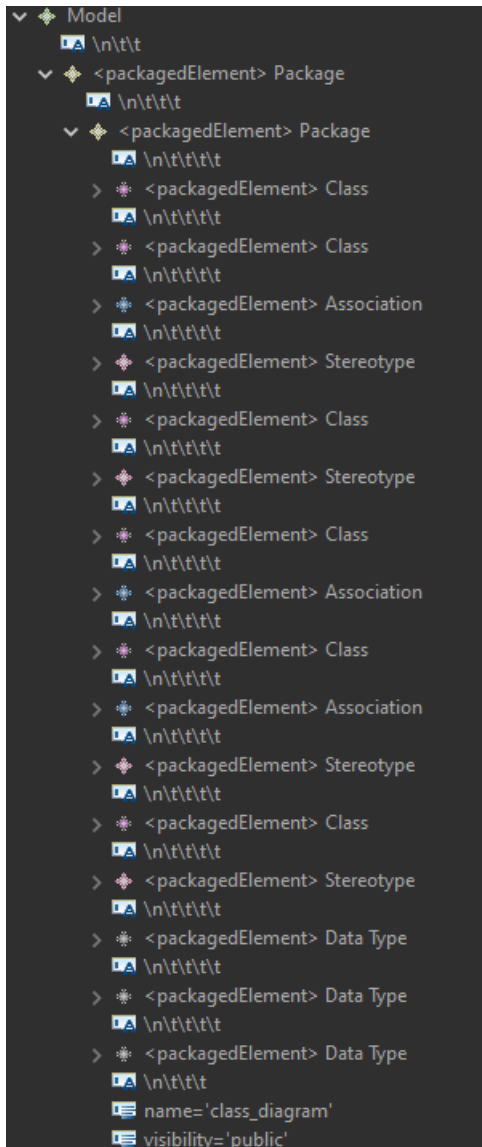 Model
\n\t\t
<packagedElement> Package
\n\t\t\t
<packagedElement> Package
\n\t\t\t\t
<packagedElement> Class
\n\t\t\t\t
<packagedElement> Class
\n\t\t\t\t
<packagedElement> Association
\n\t\t\t\t
<packagedElement> Stereotype
\n\t\t\t\t
<packagedElement> Class
\n\t\t\t\t
<packagedElement> Stereotype
\n\t\t\t\t
<packagedElement> Class
\n\t\t\t\t
<packagedElement> Association
\n\t\t\t\t
<packagedElement> Class
\n\t\t\t\t
<packagedElement> Association
\n\t\t\t\t
<packagedElement> Stereotype
\n\t\t\t\t
<packagedElement> Class
\n\t\t\t\t
<packagedElement> Stereotype
\n\t\t\t\t
<packagedElement> Data Type
\n\t\t\t\t
<packagedElement> Data Type
\n\t\t\t\t
<packagedElement> Data Type
\n\t\t\t
name='class_diagram'
visibility='public'